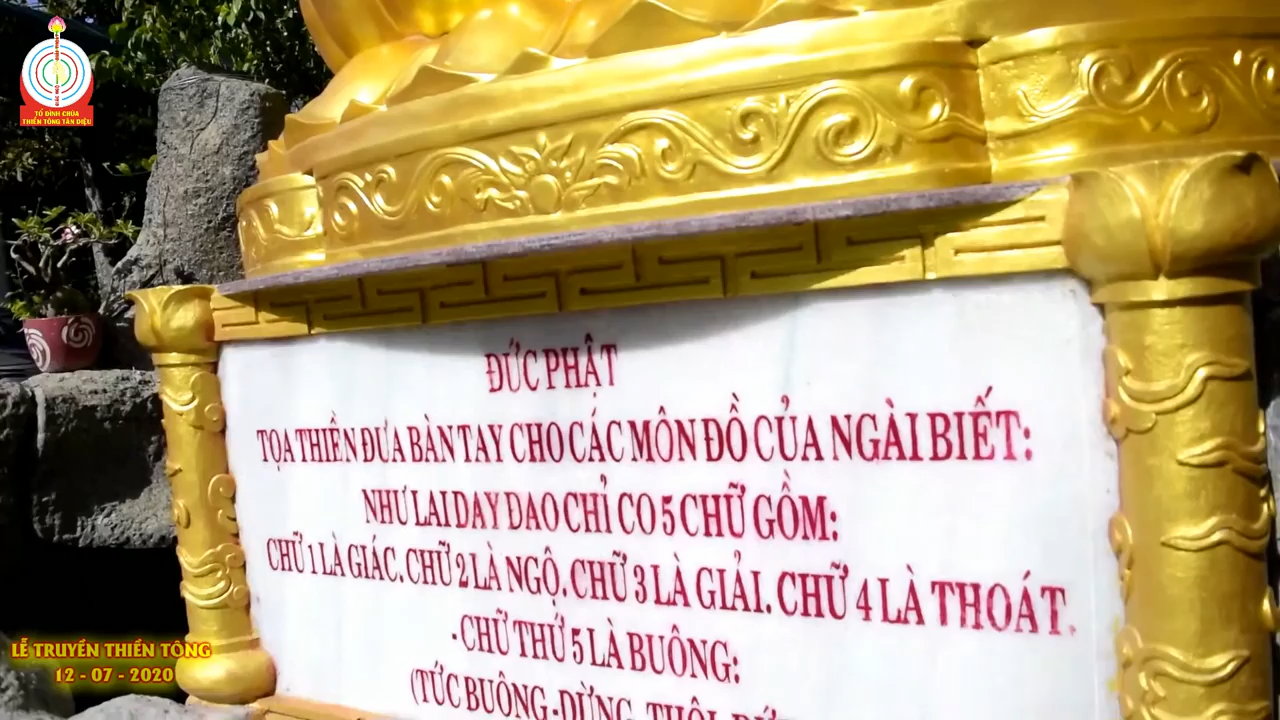 TỔ ĐÌNH CHÙA
THIỀN TÔNG TÂN DIỆU
ĐỨC PHẬT
TỌA THIỀN ĐƯA BÀN TAY CHO CÁC MÔN ĐỒ CỦA NGÀI BIẾT:
NHƯ LAI DẠY ĐAO CHỈ CO 5 CHỮ GỒM:
CHỮ 1 LÀ GIÁC. CHỮ 2 LÀ NGỘ. CHỮ 3 LÀ GIẢI. CHỮ 4 LÀ THOÁT.
-CHỮ THỨ 5 LÀ BUÔNG:
(TỨC BUÔNG-DỪNG-THÔI-
LỄ TRUYỀN THIỀN TÔNG
12 - 07 - 2020